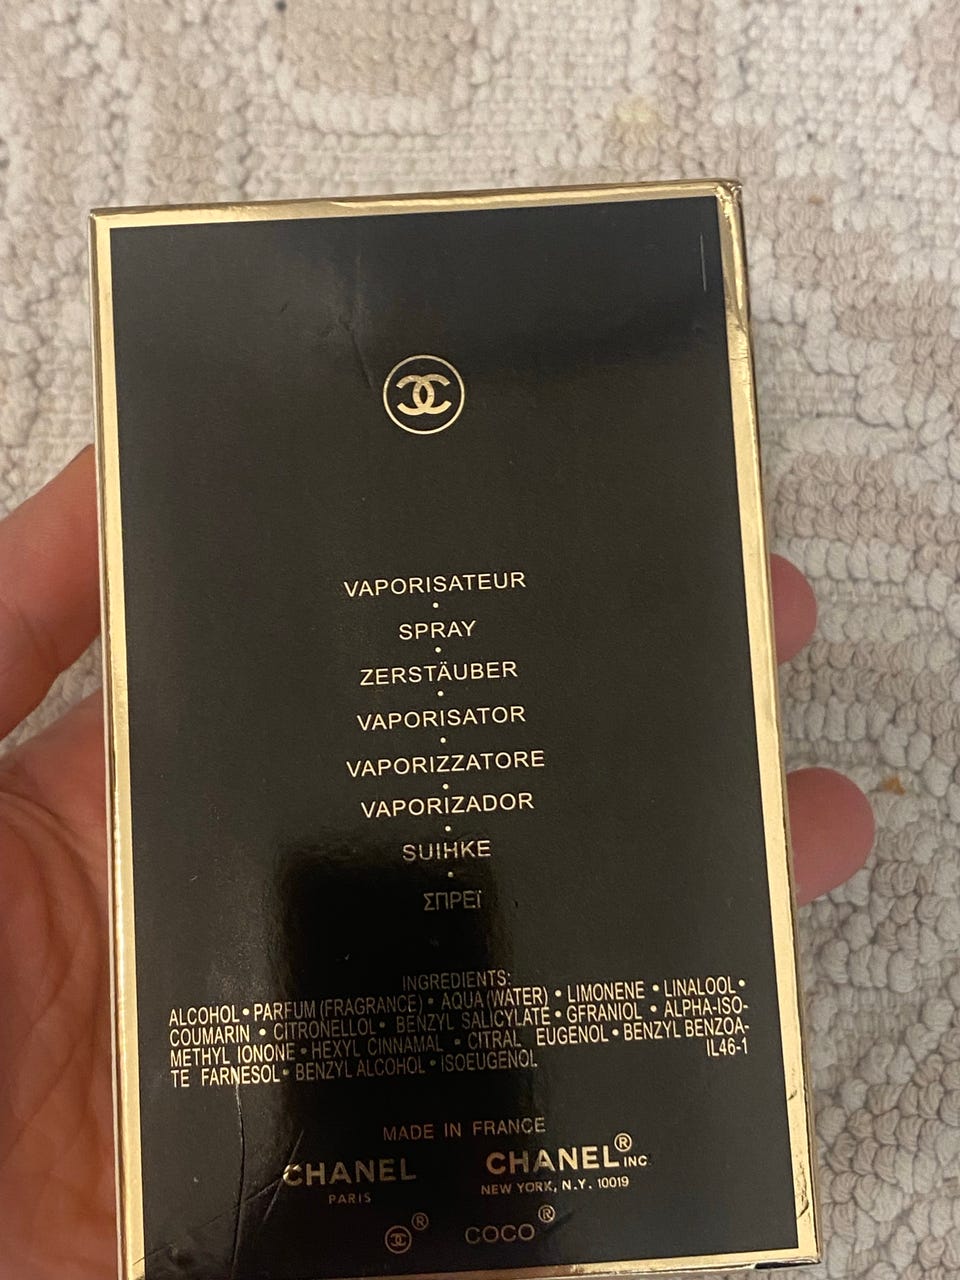 VAPORISATEUR
SPRAY
ZERSTÄUBER
VAPORISATOR
VAPORIZZATORE
VAPORIZADOR
SUIHKE
ΣΠΡΕΪ
INGREDIENTS:
ALCOHOL • PARFUM (FRAGRANCE) • AQUA (WATER) • LIMONENE • LINALOOL •
COUMARIN • CITRONELLOL • BENZYL SALICYLATE • GFRANIOL • ALPHA-ISO-
METHYL IONONE • HEXYL CINNAMAL • CITRAL EUGENOL • BENZYL BENZOA-
TE FARNESOL • BENZYL ALCOHOL • ISOEUGENOL
IL46-1
MADE IN FRANCE
CHANEL
PARIS
CHANEL® INC
NEW YORK, N.Y. 10019
® COCO®